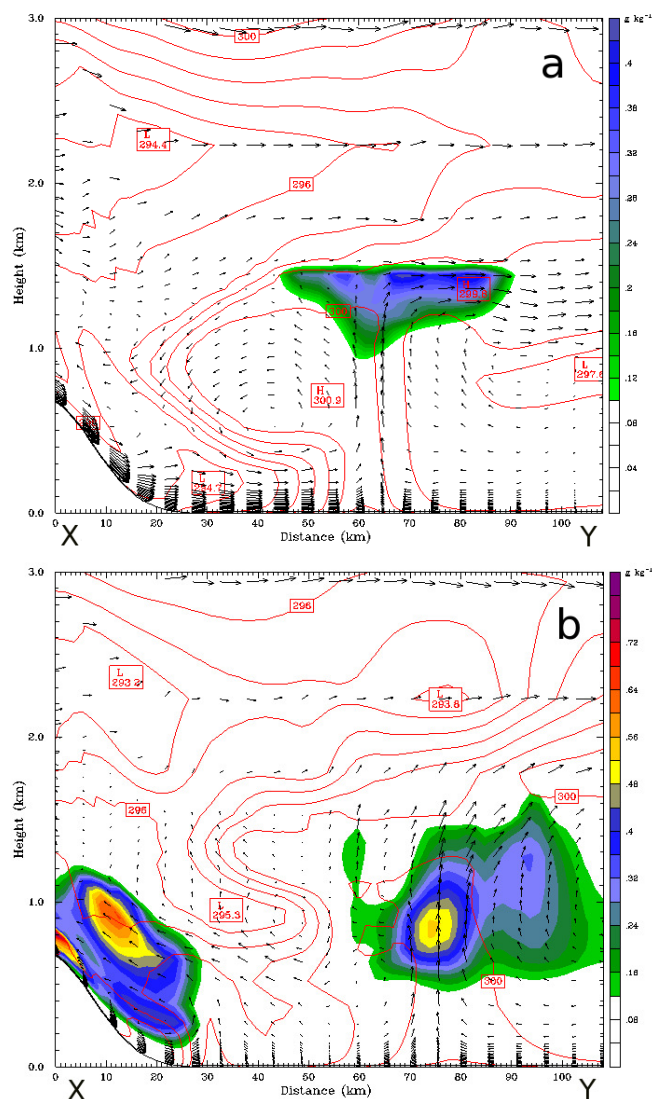 g kg⁻¹
3.0
300
a
.4
.36
L
294.4
.32
2.0
296
.28
Height (km)
.24
.2
300
.16
1.0
H
300.9
L
297.6
.12
.08
L
.04
0.0
0 10 20 30 40 50 60 70 80 90 100
X Distance (km) Y
g kg⁻¹
3.0
296
b
.72
L
293.2
L
293.6
.64
2.0
.56
296
300
.48
Height (km)
.4
.32
1.0
L
295.3
.24
300
.16
.08
0.0
0 10 20 30 40 50 60 70 80 90 100
X Distance (km) Y